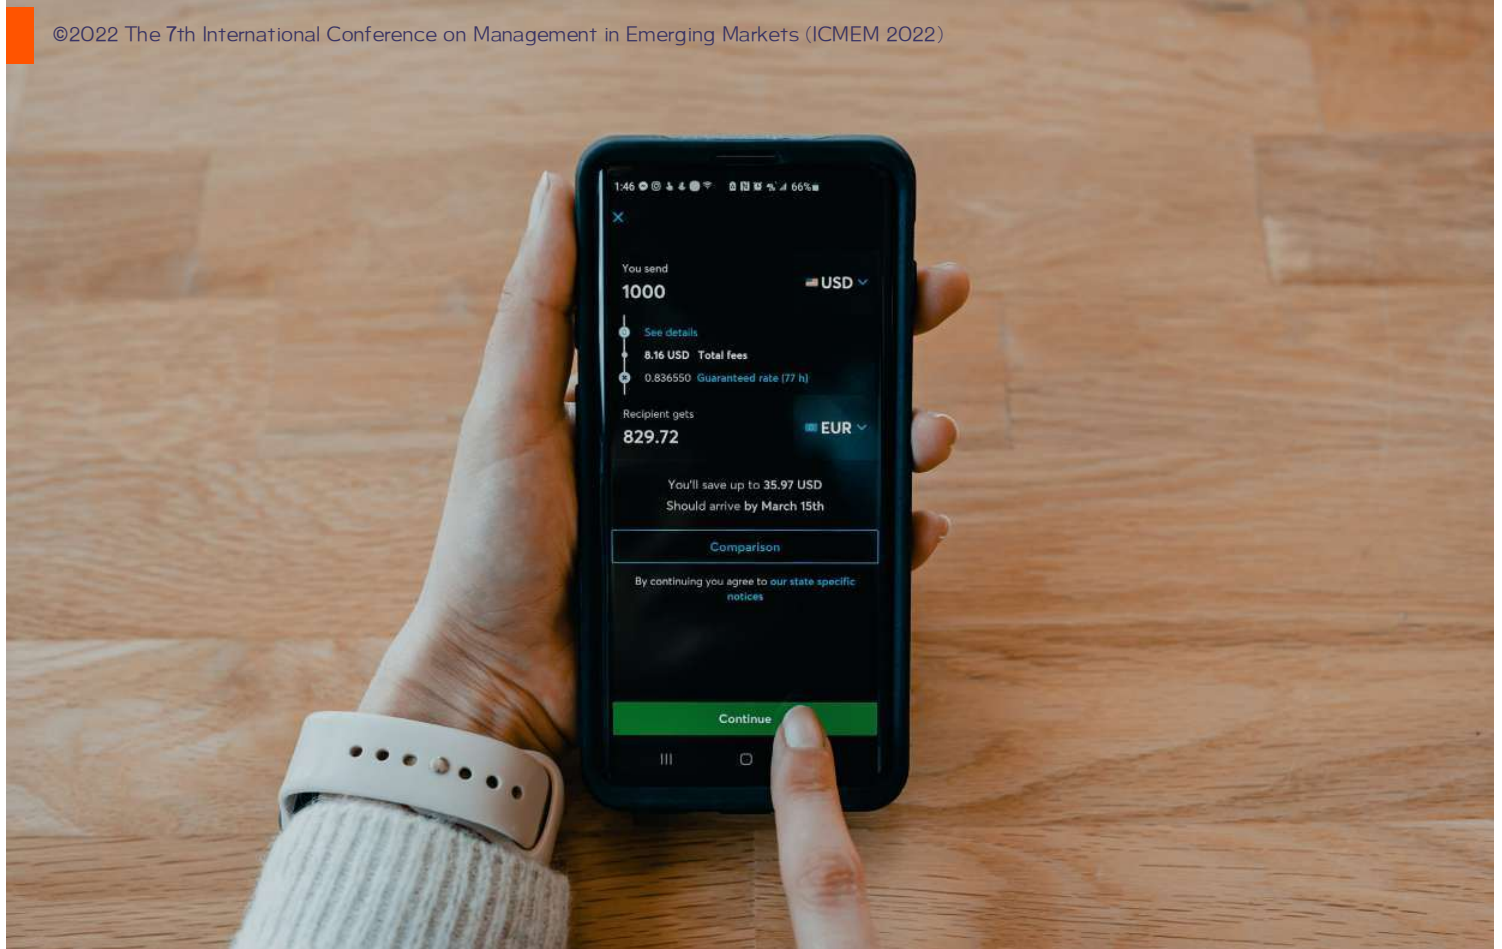 ©2022 The 7th International Conference on Management in Emerging Markets (ICMEM 2022)
1:46 66%
You send
1000 USD
See details
8.16 USD Total fees
0.836550 Guaranteed rate (77 h)
Recipient gets
829.72 EUR
You'll save up to 35.97 USD
Should arrive by March 15th
Comparison
By continuing you agree to our state specific
notices
Continue